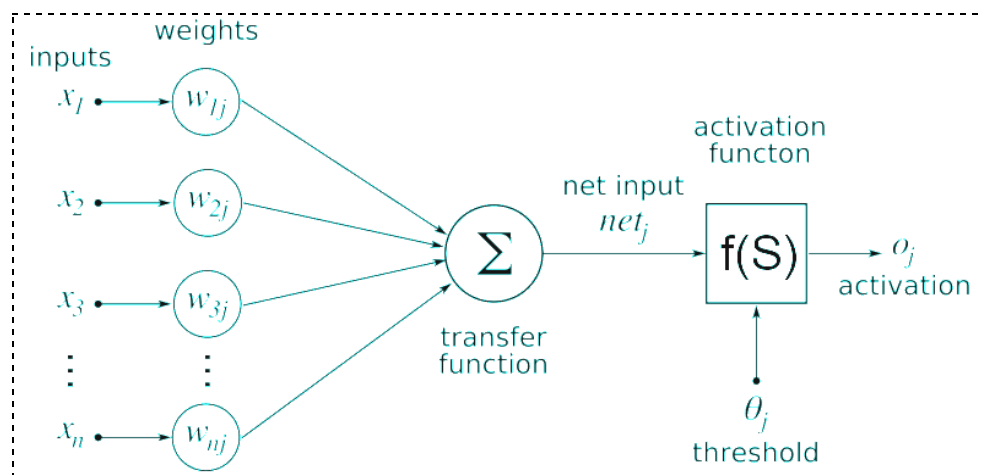 weights
inputs
x1
w1j
activation
functon
x2
w2j
net input
netj
Σ
f(S)
oj
activation
x3
w3j
transfer
function
⋮
⋮
xn
wnj
θj
threshold